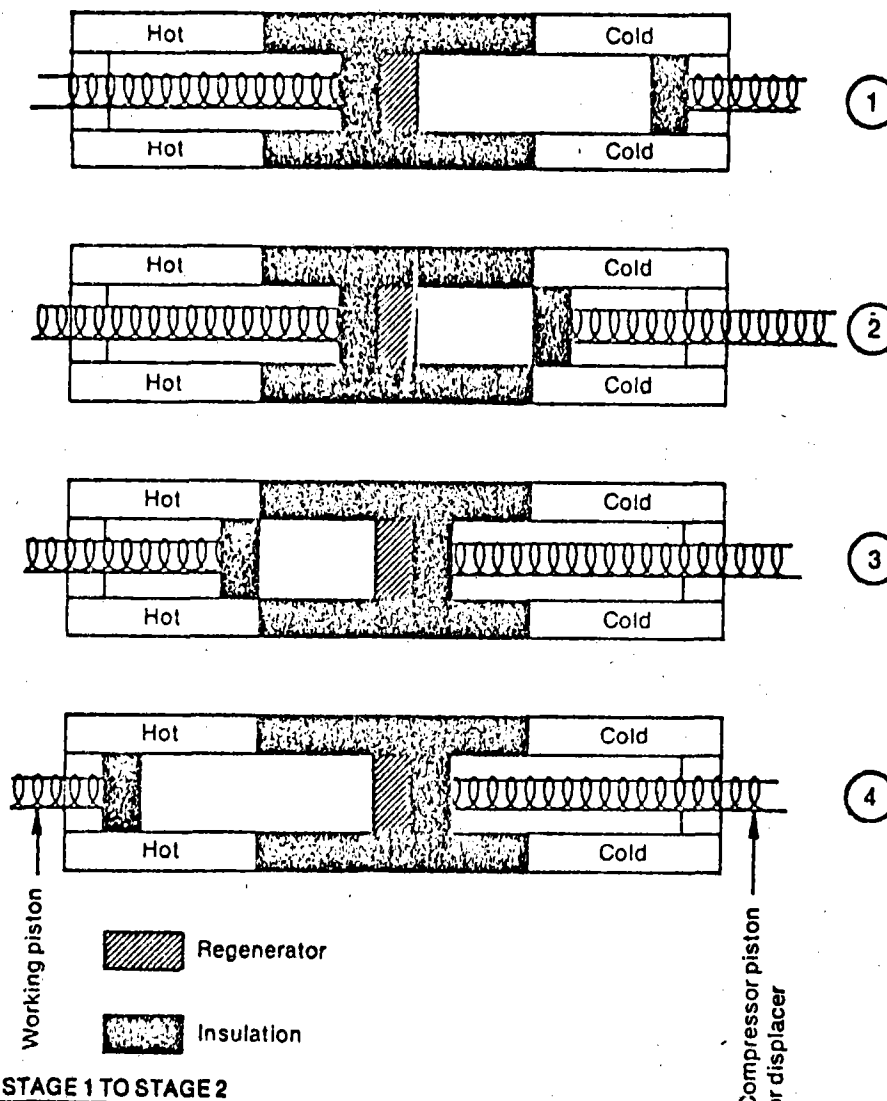 Hot Cold
1
Hot Cold
Hot Cold
2
Hot Cold
Hot Cold
3
Hot Cold
Hot Cold
4
Hot Cold
Working piston
Regenerator
Insulation
Compressor piston
or displacer
STAGE 1 TO STAGE 2